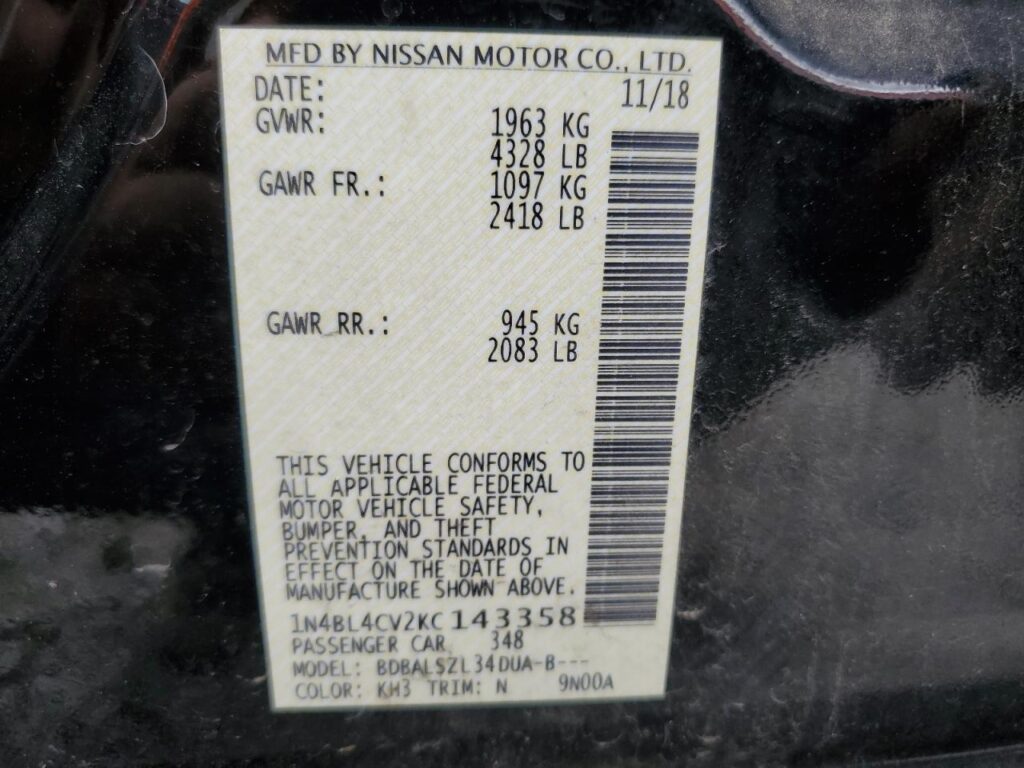 MFD BY NISSAN MOTOR CO., LTD.
DATE: 11/18
GVWR: 1963 KG
4328 LB
GAWR FR.: 1097 KG
2418 LB
GAWR RR.: 945 KG
2083 LB
THIS VEHICLE CONFORMS TO
ALL APPLICABLE FEDERAL
MOTOR VEHICLE SAFETY,
BUMPER, AND THEFT
PREVENTION STANDARDS IN
EFFECT ON THE DATE OF
MANUFACTURE SHOWN ABOVE.
1N4BL4CV2KC143358
PASSENGER CAR 348
MODEL: BDBALSZL34DUA-B---
COLOR: KH3 TRIM: N 9N00A